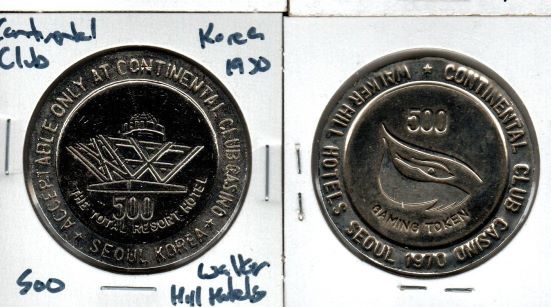 Continental
Club
Korea
1970
ACCEPTABLE ONLY AT CONTINENTAL CLUB CASINO
500
THE TOTAL RESORT HOTEL
★ SEOUL KOREA ★
500
Walker
Hill Hotels
WALKER HILL HOTELS ★ CONTINENTAL CLUB CASINO
500
GAMING TOKEN
SEOUL 1970